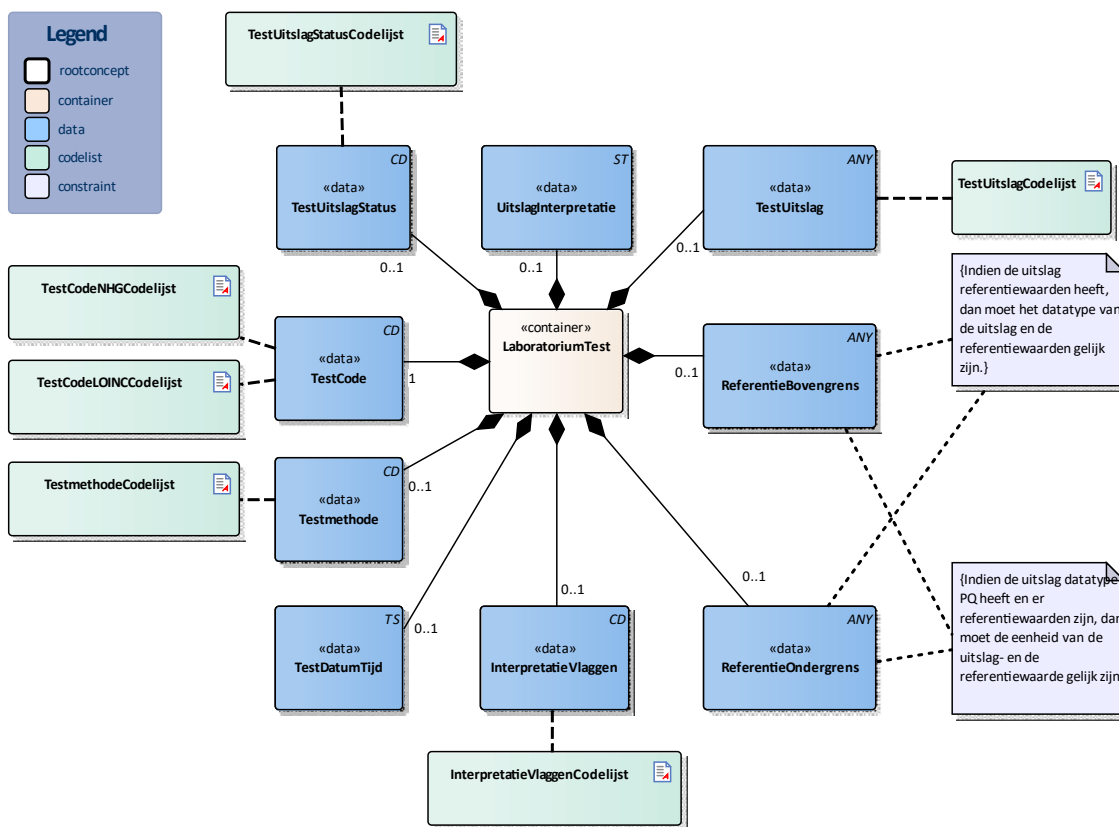 Legend
rootconcept
container
data
codelist
constraint
TestUitslagStatusCodelijst
CD
«data»
TestUitslagStatus
0..1
ST
«data»
UitslagInterpretatie
0..1
ANY
«data»
TestUitslag
0..1
TestUitslagCodelijst
TestCodeNHGCodelijst
TestCodeLOINCCodelijst
CD
«data»
TestCode
1
«container»
LaboratoriumTest
ANY
«data»
ReferentieBovengrens
0..1
{Indien de uitslag
referentiewaarden heeft,
dan moet het datatype van
de uitslag en de
referentiewaarden gelijk
zijn.}
TestmethodeCodelijst
CD
«data»
Testmethode
0..1
TS
«data»
TestDatumTijd
0..1
CD
«data»
InterpretatieVlaggen
0..1
ANY
«data»
ReferentieOndergrens
0..1
{Indien de uitslag datatype
PQ heeft en er
referentiewaarden zijn, dan
moet de eenheid van de
uitslag- en de
referentiewaarde gelijk zijn
InterpretatieVlaggenCodelijst